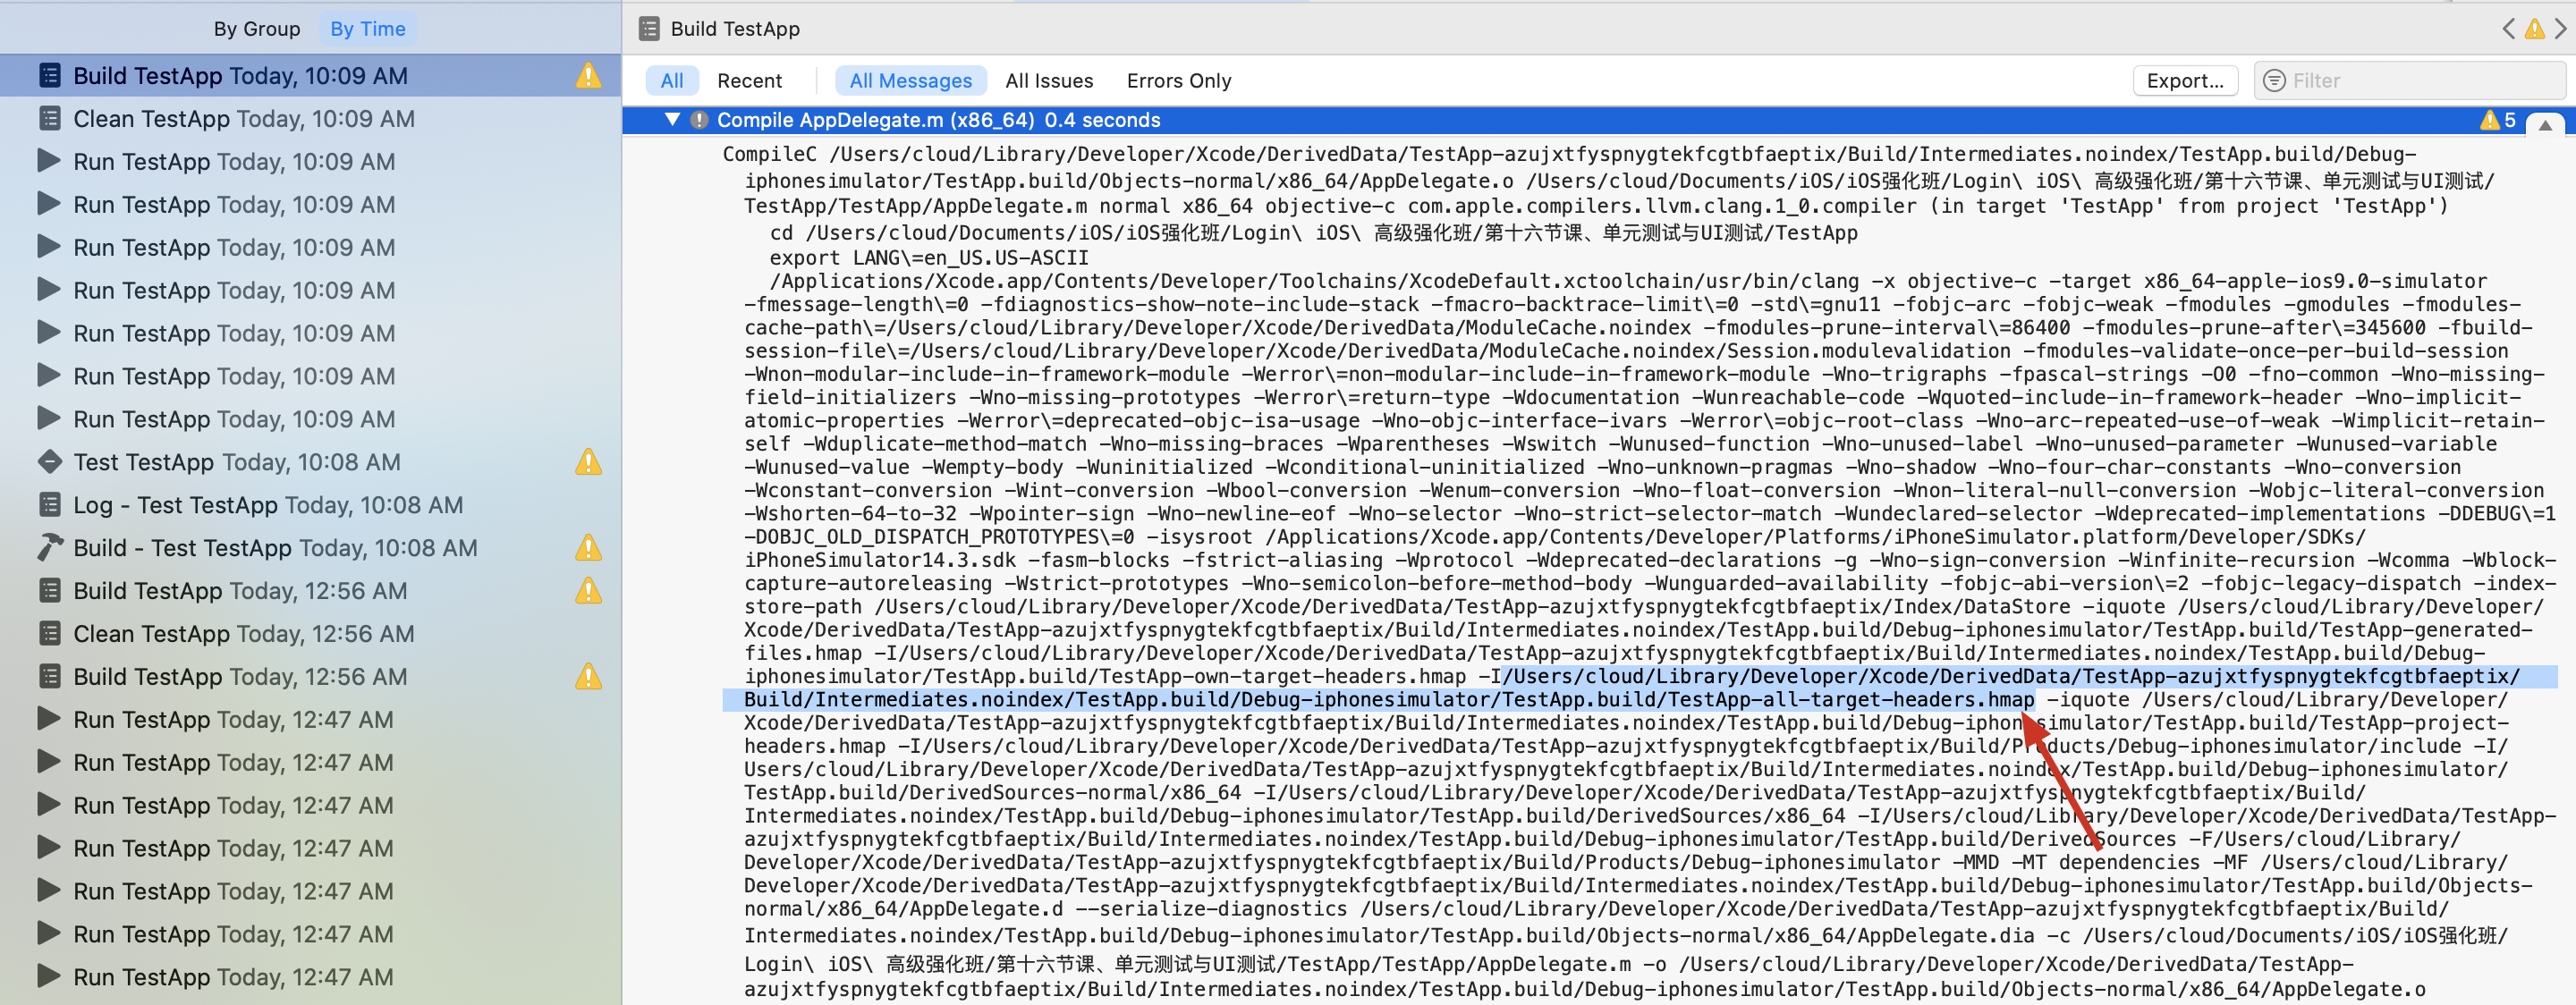 By Group By Time
Build TestApp Today, 10:09 AM
Clean TestApp Today, 10:09 AM
Run TestApp Today, 10:09 AM
Run TestApp Today, 10:09 AM
Run TestApp Today, 10:09 AM
Run TestApp Today, 10:09 AM
Run TestApp Today, 10:09 AM
Run TestApp Today, 10:09 AM
Run TestApp Today, 10:09 AM
Test TestApp Today, 10:08 AM
Log - Test TestApp Today, 10:08 AM
Build - Test TestApp Today, 10:08 AM
Build TestApp Today, 12:56 AM
Clean TestApp Today, 12:56 AM
Build TestApp Today, 12:56 AM
Run TestApp Today, 12:47 AM
Run TestApp Today, 12:47 AM
Run TestApp Today, 12:47 AM
Run TestApp Today, 12:47 AM
Run TestApp Today, 12:47 AM
Run TestApp Today, 12:47 AM
Run TestApp Today, 12:47 AM
Build TestApp
All Recent All Messages All Issues Errors Only Export... Filter
Compile AppDelegate.m (x86_64) 0.4 seconds 5
CompileC /Users/cloud/Library/Developer/Xcode/DerivedData/TestApp-azujxtfyspnygtekfcgtbfaeptix/Build/Intermediates.noindex/TestApp.build/Debug-
iphonesimulator/TestApp.build/Objects-normal/x86_64/AppDelegate.o /Users/cloud/Documents/iOS/iOS强化班/Login\ iOS\ 高级强化班/第十六节课、单元测试与UI测试/
TestApp/TestApp/AppDelegate.m normal x86_64 objective-c com.apple.compilers.llvm.clang.1_0.compiler (in target 'TestApp' from project 'TestApp')
cd /Users/cloud/Documents/iOS/iOS强化班/Login\ iOS\ 高级强化班/第十六节课、单元测试与UI测试/TestApp
export LANG\=en_US.US-ASCII
/Applications/Xcode.app/Contents/Developer/Toolchains/XcodeDefault.xctoolchain/usr/bin/clang -x objective-c -target x86_64-apple-ios9.0-simulator
-fmessage-length\=0 -fdiagnostics-show-note-include-stack -fmacro-backtrace-limit\=0 -std\=gnu11 -fobjc-arc -fobjc-weak -fmodules -gmodules -fmodules-
cache-path\=/Users/cloud/Library/Developer/Xcode/DerivedData/ModuleCache.noindex -fmodules-prune-interval\=86400 -fmodules-prune-after\=345600 -fbuild-
session-file\=/Users/cloud/Library/Developer/Xcode/DerivedData/ModuleCache.noindex/Session.modulevalidation -fmodules-validate-once-per-build-session
-Wnon-modular-include-in-framework-module -Werror\=non-modular-include-in-framework-module -Wno-trigraphs -fpascal-strings -O0 -fno-common -Wno-missing-
field-initializers -Wno-missing-prototypes -Werror\=return-type -Wdocumentation -Wunreachable-code -Wquoted-include-in-framework-header -Wno-implicit-
atomic-properties -Werror\=deprecated-objc-isa-usage -Wno-objc-interface-ivars -Werror\=objc-root-class -Wno-arc-repeated-use-of-weak -Wimplicit-retain-
self -Wduplicate-method-match -Wno-missing-braces -Wparentheses -Wswitch -Wunused-function -Wno-unused-label -Wno-unused-parameter -Wunused-variable
-Wunused-value -Wempty-body -Wuninitialized -Wconditional-uninitialized -Wno-unknown-pragmas -Wno-shadow -Wno-four-char-constants -Wno-conversion
-Wconstant-conversion -Wint-conversion -Wbool-conversion -Wenum-conversion -Wno-float-conversion -Wnon-literal-null-conversion -Wobjc-literal-conversion
-Wshorten-64-to-32 -Wpointer-sign -Wno-newline-eof -Wno-selector -Wno-strict-selector-match -Wundeclared-selector -Wdeprecated-implementations -DDEBUG\=1
-DOBJC_OLD_DISPATCH_PROTOTYPES\=0 -isysroot /Applications/Xcode.app/Contents/Developer/Platforms/iPhoneSimulator.platform/Developer/SDKs/
iPhoneSimulator14.3.sdk -fasm-blocks -fstrict-aliasing -Wprotocol -Wdeprecated-declarations -g -Wno-sign-conversion -Winfinite-recursion -Wcomma -Wblock-
capture-autoreleasing -Wstrict-prototypes -Wno-semicolon-before-method-body -Wunguarded-availability -fobjc-abi-version\=2 -fobjc-legacy-dispatch -index-
store-path /Users/cloud/Library/Developer/Xcode/DerivedData/TestApp-azujxtfyspnygtekfcgtbfaeptix/Index/DataStore -iquote /Users/cloud/Library/Developer/
Xcode/DerivedData/TestApp-azujxtfyspnygtekfcgtbfaeptix/Build/Intermediates.noindex/TestApp.build/Debug-iphonesimulator/TestApp.build/TestApp-generated-
files.hmap -I/Users/cloud/Library/Developer/Xcode/DerivedData/TestApp-azujxtfyspnygtekfcgtbfaeptix/Build/Intermediates.noindex/TestApp.build/Debug-
iphonesimulator/TestApp.build/TestApp-own-target-headers.hmap -I/Users/cloud/Library/Developer/Xcode/DerivedData/TestApp-azujxtfyspnygtekfcgtbfaeptix/
Build/Intermediates.noindex/TestApp.build/Debug-iphonesimulator/TestApp.build/TestApp-all-target-headers.hmap -iquote /Users/cloud/Library/Developer/
Xcode/DerivedData/TestApp-azujxtfyspnygtekfcgtbfaeptix/Build/Intermediates.noindex/TestApp.build/Debug-iphonesimulator/TestApp.build/TestApp-project-
headers.hmap -I/Users/cloud/Library/Developer/Xcode/DerivedData/TestApp-azujxtfyspnygtekfcgtbfaeptix/Build/Products/Debug-iphonesimulator/include -I/
Users/cloud/Library/Developer/Xcode/DerivedData/TestApp-azujxtfyspnygtekfcgtbfaeptix/Build/Intermediates.noindex/TestApp.build/Debug-iphonesimulator/
TestApp.build/DerivedSources-normal/x86_64 -I/Users/cloud/Library/Developer/Xcode/DerivedData/TestApp-azujxtfyspnygtekfcgtbfaeptix/Build/
Intermediates.noindex/TestApp.build/Debug-iphonesimulator/TestApp.build/DerivedSources/x86_64 -I/Users/cloud/Library/Developer/Xcode/DerivedData/TestApp-
azujxtfyspnygtekfcgtbfaeptix/Build/Intermediates.noindex/TestApp.build/Debug-iphonesimulator/TestApp.build/DerivedSources -F/Users/cloud/Library/
Developer/Xcode/DerivedData/TestApp-azujxtfyspnygtekfcgtbfaeptix/Build/Products/Debug-iphonesimulator -MMD -MT dependencies -MF /Users/cloud/Library/
Developer/Xcode/DerivedData/TestApp-azujxtfyspnygtekfcgtbfaeptix/Build/Intermediates.noindex/TestApp.build/Debug-iphonesimulator/TestApp.build/Objects-
normal/x86_64/AppDelegate.d --serialize-diagnostics /Users/cloud/Library/Developer/Xcode/DerivedData/TestApp-azujxtfyspnygtekfcgtbfaeptix/Build/
Intermediates.noindex/TestApp.build/Debug-iphonesimulator/TestApp.build/Objects-normal/x86_64/AppDelegate.dia -c /Users/cloud/Documents/iOS/iOS强化班/
Login\ iOS\ 高级强化班/第十六节课、单元测试与UI测试/TestApp/TestApp/AppDelegate.m -o /Users/cloud/Library/Developer/Xcode/DerivedData/TestApp-
azujxtfyspnygtekfcgtbfaeptix/Build/Intermediates.noindex/TestApp.build/Debug-iphonesimulator/TestApp.build/Objects-normal/x86_64/AppDelegate.o